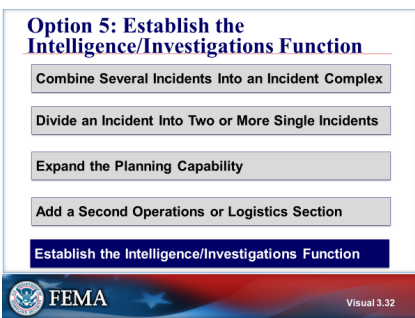 Option 5: Establish the
Intelligence/Investigations Function
Combine Several Incidents Into an Incident Complex
Divide an Incident Into Two or More Single Incidents
Expand the Planning Capability
Add a Second Operations or Logistics Section
Establish the Intelligence/Investigations Function
FEMA
Visual 3.32